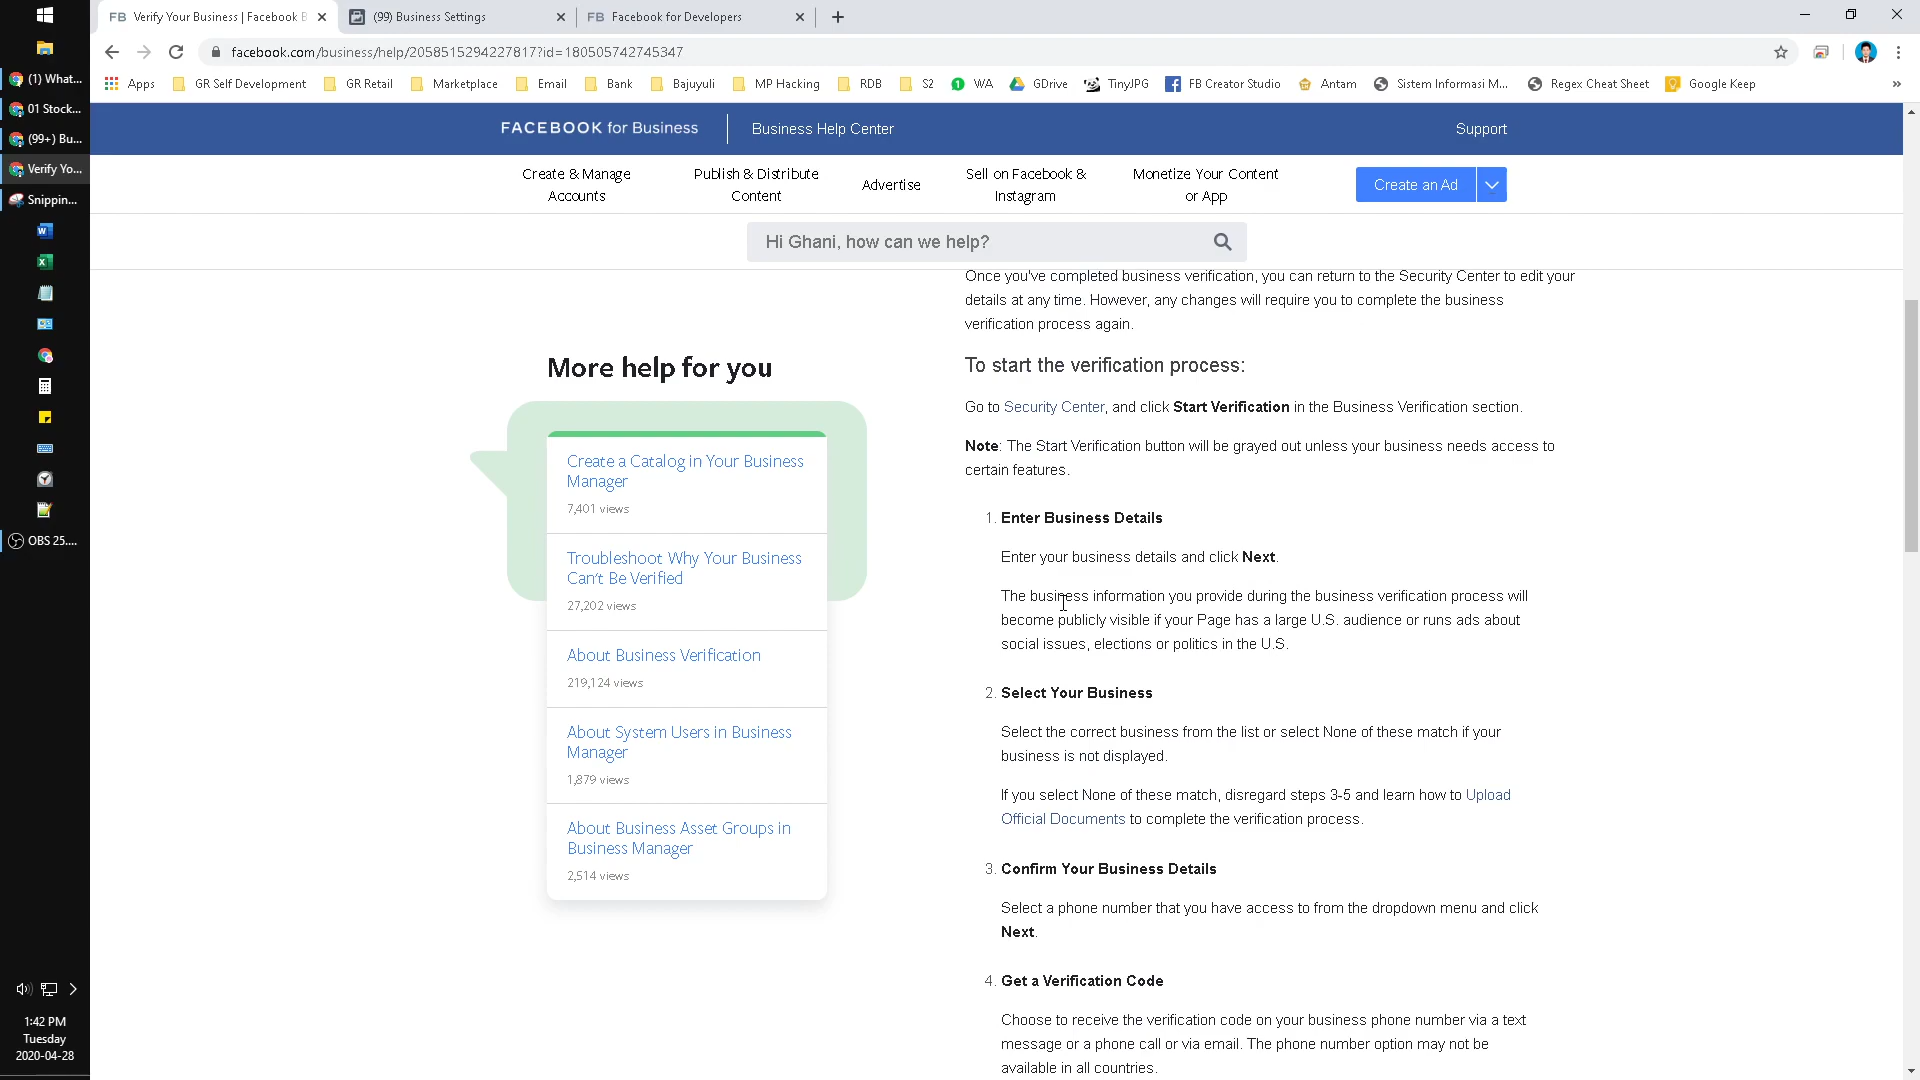 Verify Your Business | Facebook B
(99) Business Settings
Facebook for Developers
facebook.com/business/help/2058515294227817?id=180505742745347
Apps
GR Self Development
GR Retail
Marketplace
Email
Bank
Bajuyuli
MP Hacking
RDB
S2
WA
GDrive
TinyJPG
FB Creator Studio
Antam
Sistem Informasi M...
Regex Cheat Sheet
Google Keep
(1) What...
01 Stock...
(99+) Bu...
Verify Yo...
Snippin...
OBS 25....
1:42 PM
Tuesday
2020-04-28
FACEBOOK for Business
Business Help Center
Support
Create & Manage
Accounts
Publish & Distribute
Content
Advertise
Sell on Facebook &
Instagram
Monetize Your Content
or App
Create an Ad
Hi Ghani, how can we help?
More help for you
Create a Catalog in Your Business
Manager
7,401 views
Troubleshoot Why Your Business
Can't Be Verified
27,202 views
About Business Verification
219,124 views
About System Users in Business
Manager
1,879 views
About Business Asset Groups in
Business Manager
2,514 views
Once you've completed business verification, you can return to the Security Center to edit your
details at any time. However, any changes will require you to complete the business
verification process again.
To start the verification process:
Go to Security Center, and click Start Verification in the Business Verification section.
Note: The Start Verification button will be grayed out unless your business needs access to
certain features.
1. Enter Business Details
Enter your business details and click Next.
The business information you provide during the business verification process will
become publicly visible if your Page has a large U.S. audience or runs ads about
social issues, elections or politics in the U.S.
2. Select Your Business
Select the correct business from the list or select None of these match if your
business is not displayed.
If you select None of these match, disregard steps 3-5 and learn how to Upload
Official Documents to complete the verification process.
3. Confirm Your Business Details
Select a phone number that you have access to from the dropdown menu and click
Next.
4. Get a Verification Code
Choose to receive the verification code on your business phone number via a text
message or a phone call or via email. The phone number option may not be
available in all countries.